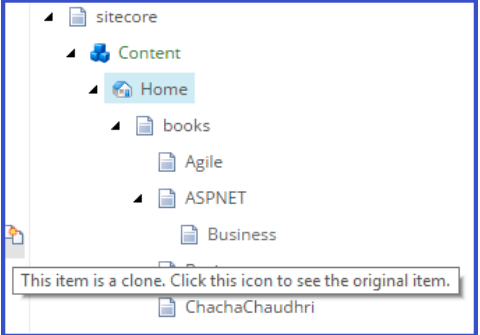 sitecore
Content
Home
books
Agile
ASPNET
Business
This item is a clone. Click this icon to see the original item.
ChachaChaudhri